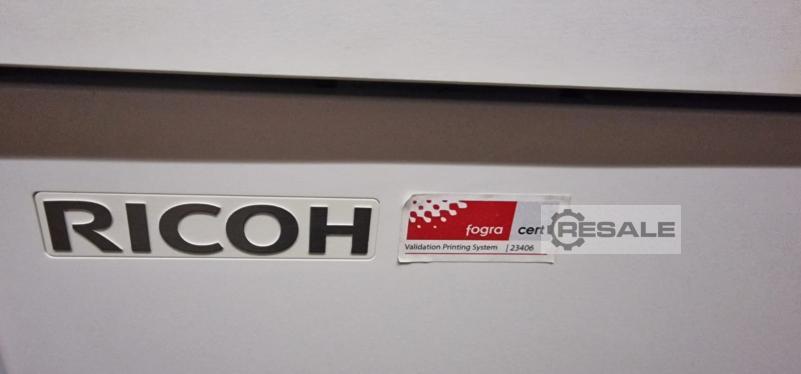 RICOH
fogra cert
Validation Printing System | 23406
RESALE